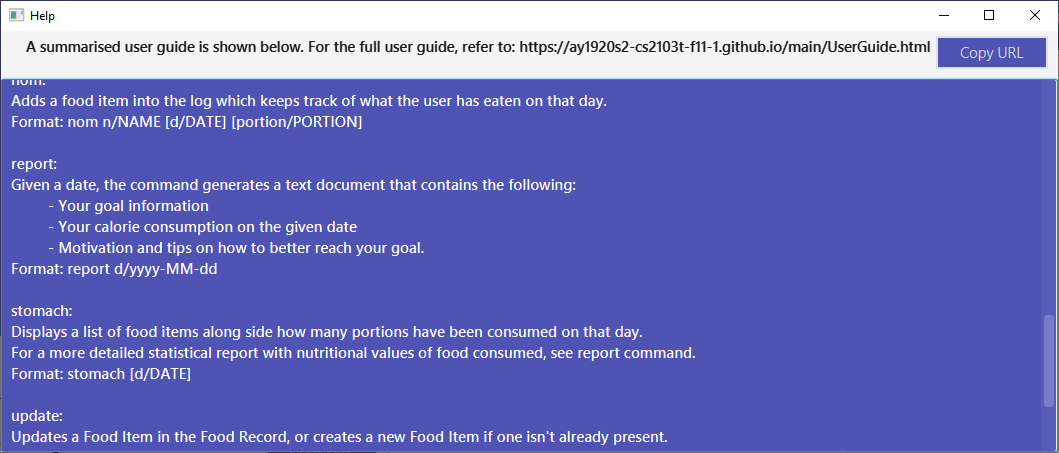 Help
A summarised user guide is shown below. For the full user guide, refer to: https://ay1920s2-cs2103t-f11-1.github.io/main/UserGuide.html
Copy URL
nom:
Adds a food item into the log which keeps track of what the user has eaten on that day.
Format: nom n/NAME [d/DATE] [portion/PORTION]
report:
Given a date, the command generates a text document that contains the following:
- Your goal information
- Your calorie consumption on the given date
- Motivation and tips on how to better reach your goal.
Format: report d/yyyy-MM-dd
stomach:
Displays a list of food items along side how many portions have been consumed on that day.
For a more detailed statistical report with nutritional values of food consumed, see report command.
Format: stomach [d/DATE]
update:
Updates a Food Item in the Food Record, or creates a new Food Item if one isn't already present.